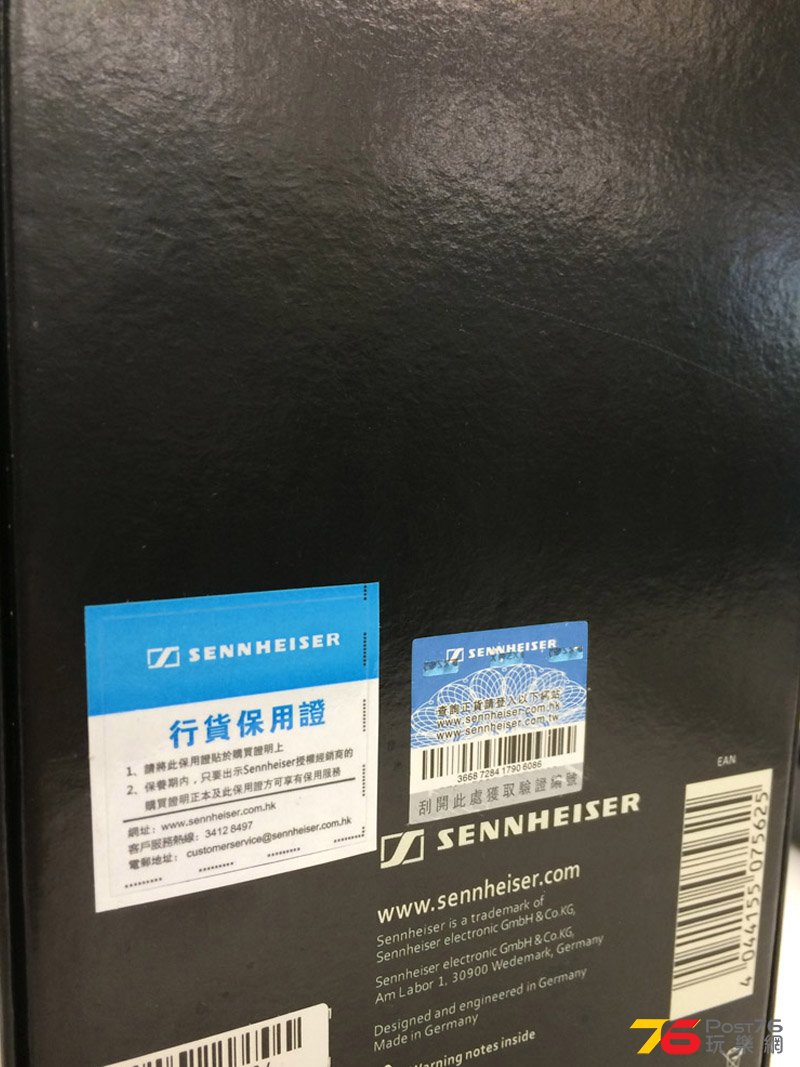 SENNHEISER
行貨保用證
1、請將此保用證貼於購買證明上
2、保養期內，只要出示Sennheiser授權經銷商的
購買證明正本及此保用證方可享有保用服務
網址：www.sennheiser.com.hk
客戶服務熱線：3412 8497
電郵地址：customerservice@sennheiser.com.hk
SENNHEISER
查詢正貨請登入以下網站
www.sennheiser.com.hk
www.sennheiser.com.tw
3668 7284 1790 6086
刮開此處獲取驗證編號
SENNHEISER
www.sennheiser.com
Sennheiser is a trademark of
Sennheiser electronic GmbH & Co.KG,
Sennheiser electronic GmbH & Co.KG,
Am Labor 1, 30900 Wedemark, Germany
Designed and engineered in Germany
Made in Germany
Warning notes inside
EAN
4 044155 075625
76 POST76
玩樂網